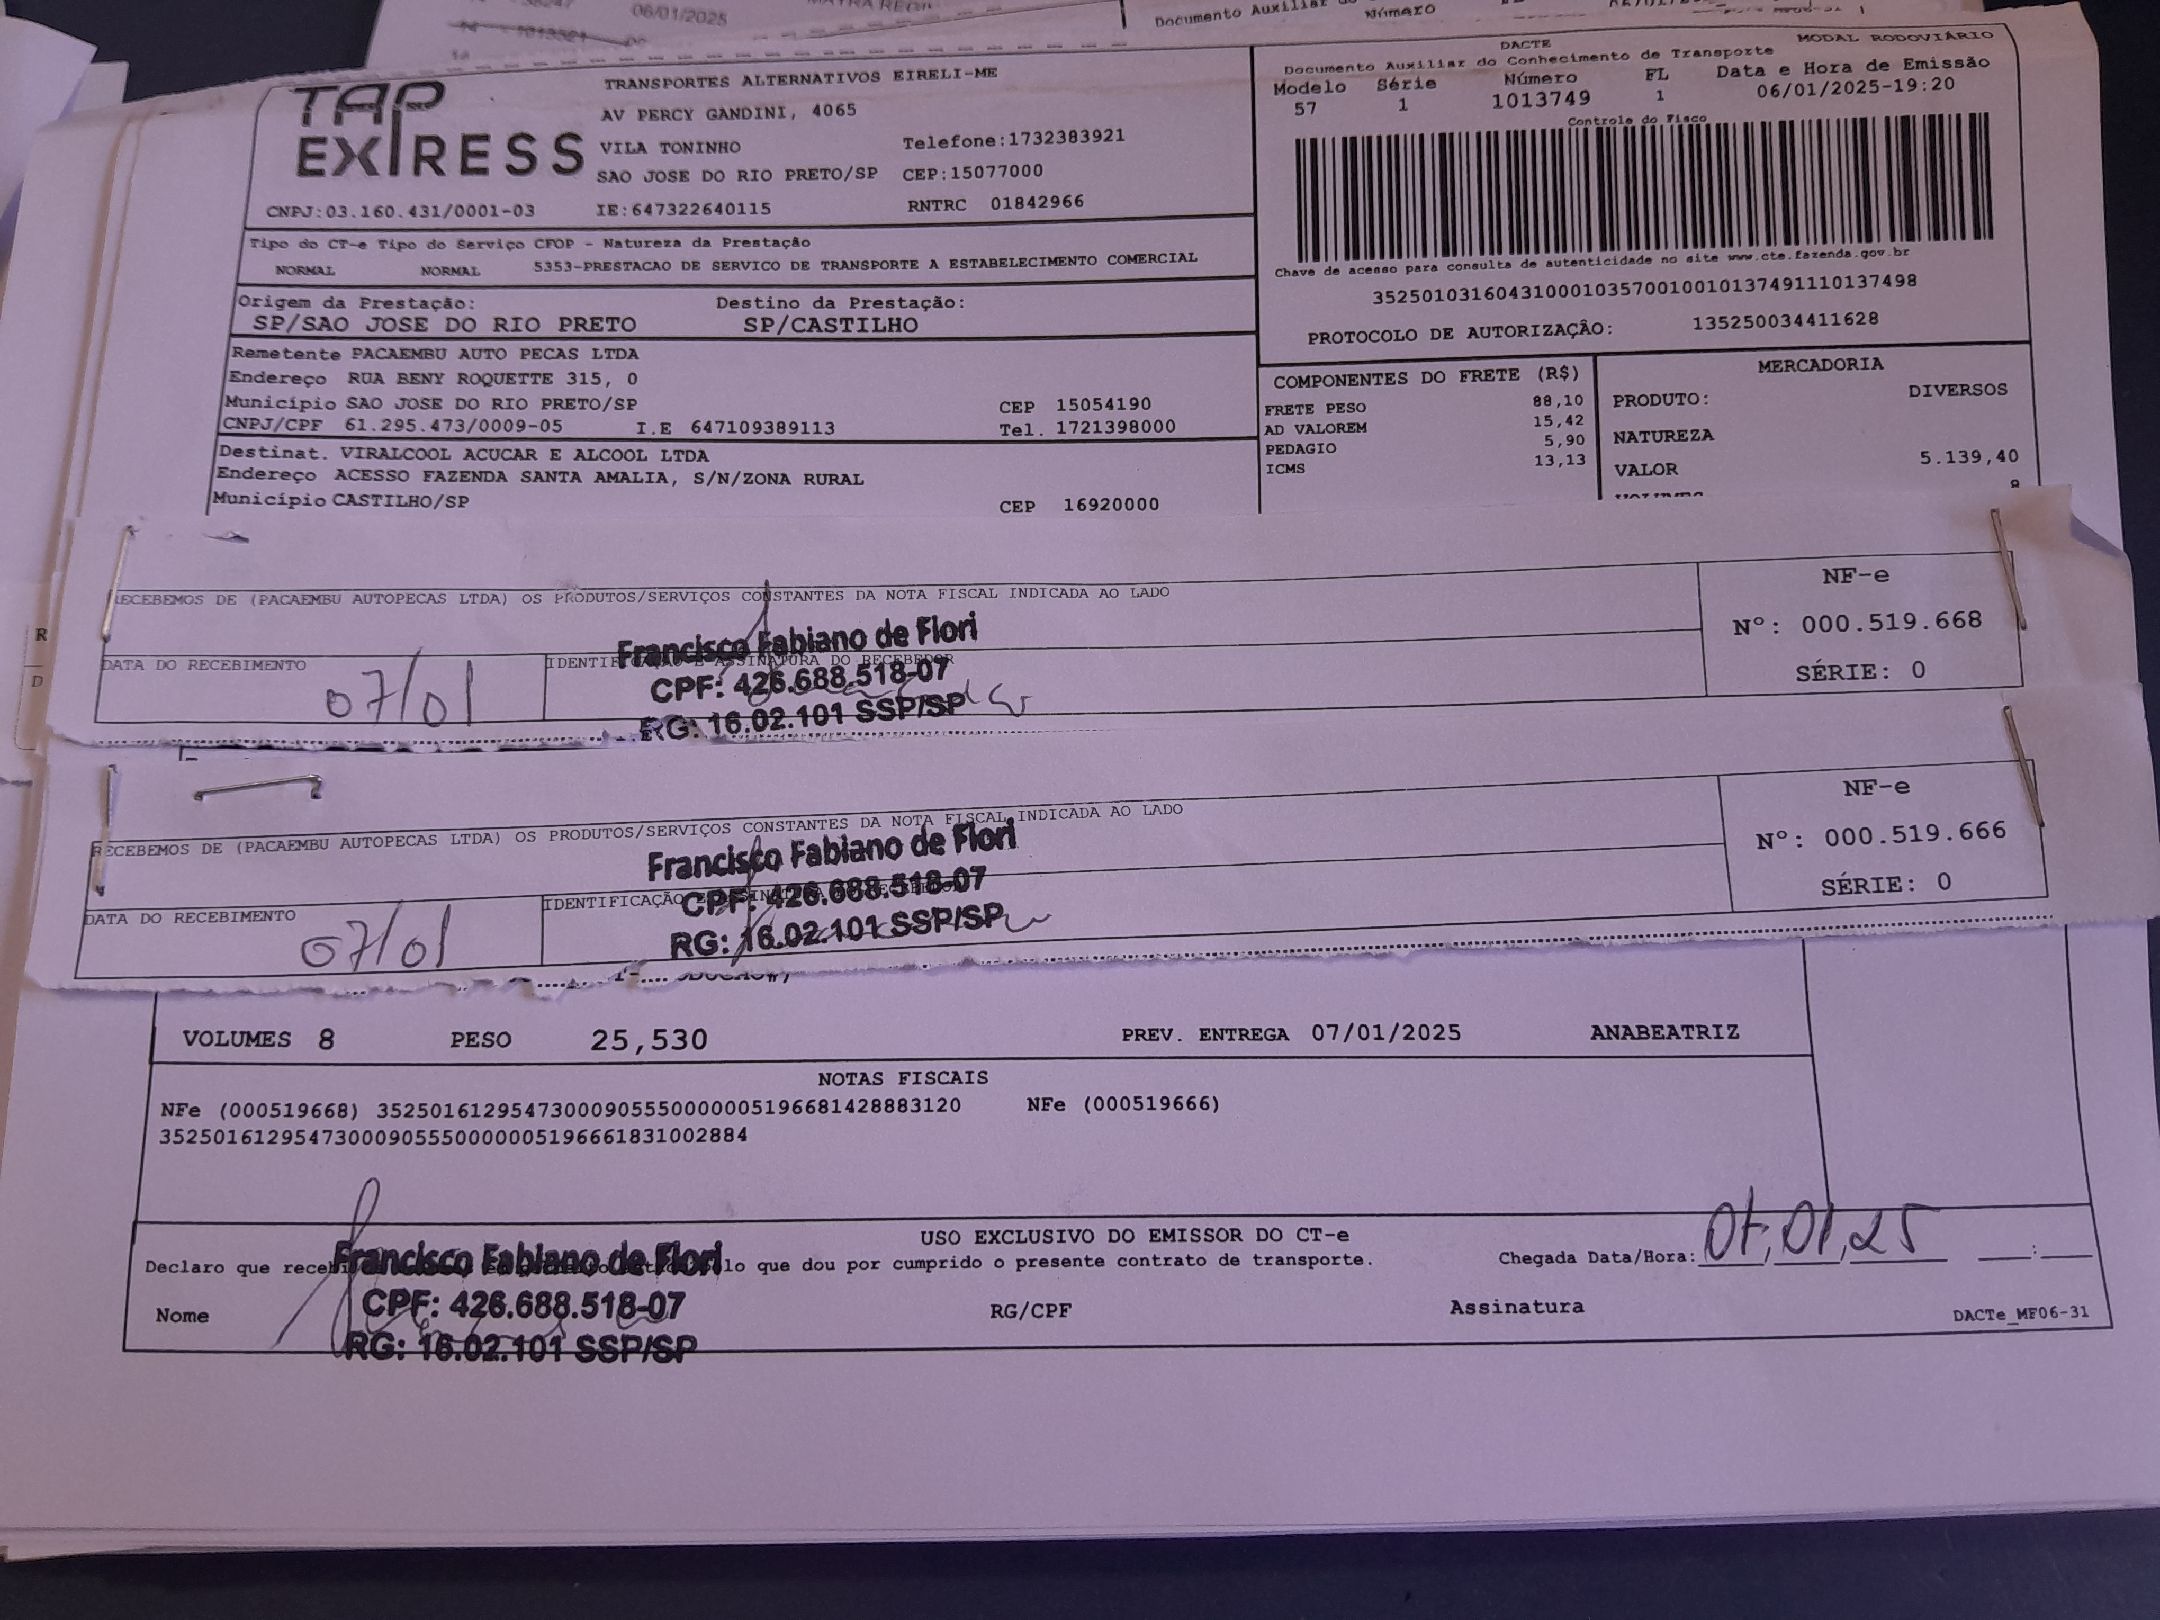 06/01/2025
Documento Auxiliar do
Número
TAP
EXPRESS
TRANSPORTES ALTERNATIVOS EIRELI-ME
AV PERCY GANDINI, 4065
VILA TONINHO Telefone:1732383921
SAO JOSE DO RIO PRETO/SP CEP:15077000
CNPJ:03.160.431/0001-03 IE:647322640115 RNTRC 01842966
DACTE MODAL RODOVIÁRIO
Documento Auxiliar do Conhecimento de Transporte
Modelo Série Número FL Data e Hora de Emissão
57 1 1013749 1 06/01/2025-19:20
Controle do Fisco
Chave de acesso para consulta de autenticidade no site www.cte.fazenda.gov.br
35250103160431000103570010010137491110137498
PROTOCOLO DE AUTORIZAÇÃO: 135250034411628
Tipo do CT-e Tipo do Serviço CFOP - Natureza da Prestação
NORMAL NORMAL 5353-PRESTACAO DE SERVICO DE TRANSPORTE A ESTABELECIMENTO COMERCIAL
Origem da Prestação: Destino da Prestação:
SP/SAO JOSE DO RIO PRETO SP/CASTILHO
Remetente PACAEMBU AUTO PECAS LTDA
Endereço RUA BENY ROQUETTE 315, 0
Município SAO JOSE DO RIO PRETO/SP CEP 15054190
CNPJ/CPF 61.295.473/0009-05 I.E 647109389113 Tel. 1721398000
Destinat. VIRALCOOL ACUCAR E ALCOOL LTDA
Endereço ACESSO FAZENDA SANTA AMALIA, S/N/ZONA RURAL
Município CASTILHO/SP CEP 16920000
COMPONENTES DO FRETE (R$)
FRETE PESO 88,10
AD VALOREM 15,42
PEDAGIO 5,90
ICMS 13,13
MERCADORIA
PRODUTO: DIVERSOS
NATUREZA
VALOR 5.139,40
8
RECEBEMOS DE (PACAEMBU AUTOPECAS LTDA) OS PRODUTOS/SERVIÇOS CONSTANTES DA NOTA FISCAL INDICADA AO LADO
NF-e
Nº: 000.519.668
SÉRIE: 0
DATA DO RECEBIMENTO
07/01
IDENTIFICAÇÃO E ASSINATURA DO RECEBEDOR
Francisco Fabiano de Flori
CPF: 426.688.518-07
RG: 16.02.101 SSP/SP
RECEBEMOS DE (PACAEMBU AUTOPECAS LTDA) OS PRODUTOS/SERVIÇOS CONSTANTES DA NOTA FISCAL INDICADA AO LADO
NF-e
Nº: 000.519.666
SÉRIE: 0
DATA DO RECEBIMENTO
07/01
IDENTIFICAÇÃO
Francisco Fabiano de Flori
CPF: 426.688.518-07
RG: 16.02.101 SSP/SP
VOLUMES 8 PESO 25,530 PREV. ENTREGA 07/01/2025 ANABEATRIZ
NOTAS FISCAIS
NFe (000519668) 35250161295473000905550000005196681428883120 NFe (000519666)
35250161295473000905550000005196661831002884
USO EXCLUSIVO DO EMISSOR DO CT-e
Declaro que recebi lo que dou por cumprido o presente contrato de transporte. Chegada Data/Hora: 07,01,25 :
Francisco Fabiano de Flori
CPF: 426.688.518-07
RG: 16.02.101 SSP/SP
Nome RG/CPF Assinatura DACTe_MF06-31